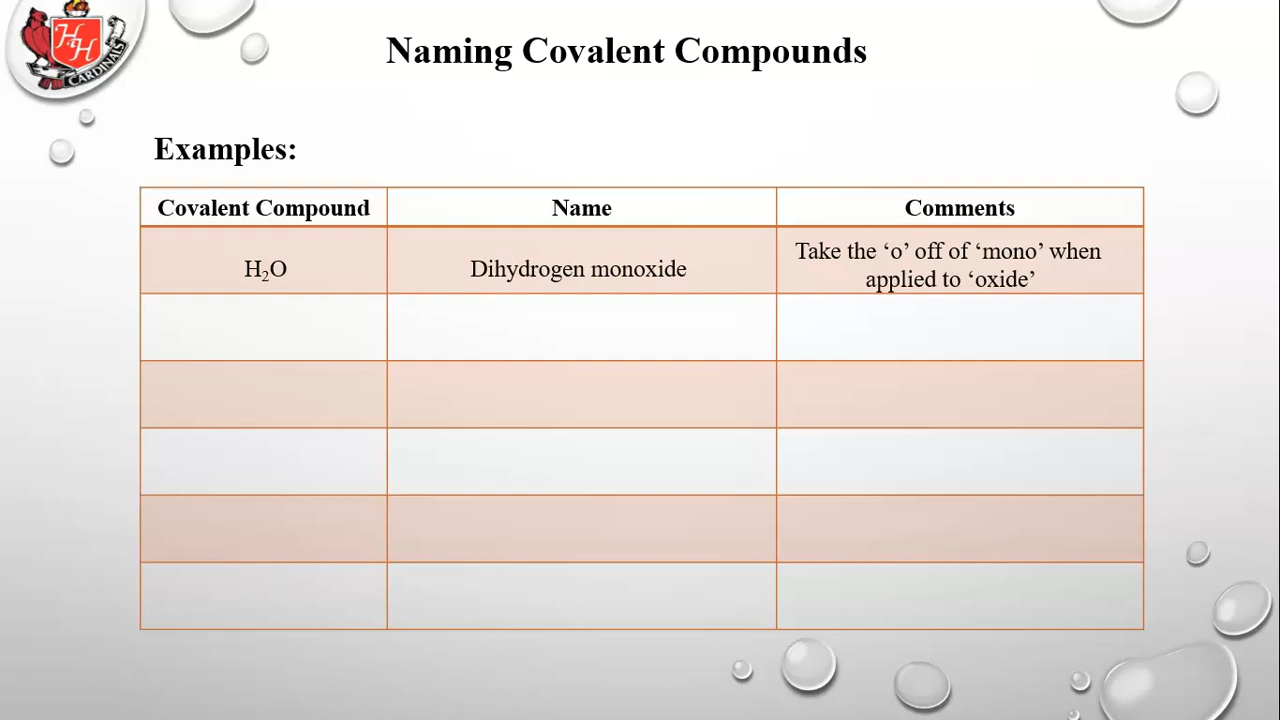 H
H
CARDINALS
Naming Covalent Compounds
Examples:
Covalent Compound Name Comments
H₂O Dihydrogen monoxide Take the ‘o’ off of ‘mono’ when
applied to ‘oxide’